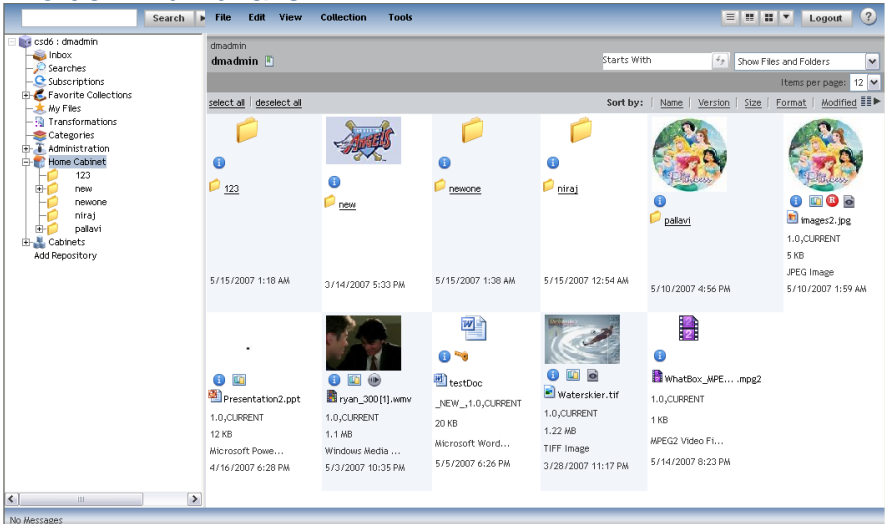 Search File Edit View Collection Tools Logout ?
csd6 : dmadmin
Inbox
Searches
Subscriptions
Favorite Collections
My Files
Transformations
Categories
Administration
Home Cabinet
123
new
newone
niraj
pallavi
Cabinets
Add Repository
dmadmin
dmadmin
Starts With Show Files and Folders
Items per page: 12
select all | deselect all Sort by: | Name | Version | Size | Format | Modified
123
5/15/2007 1:18 AM
ANGELS
new
3/14/2007 5:33 PM
newone
5/15/2007 1:38 AM
niraj
5/15/2007 12:54 AM
Princess
pallavi
5/10/2007 4:56 PM
Princess
images2.jpg
1.0,CURRENT
5 KB
JPEG Image
5/10/2007 1:59 AM
Presentation2.ppt
1.0,CURRENT
12 KB
Microsoft Powe...
4/16/2007 6:28 PM
ryan_300[1].wmv
1.0,CURRENT
1.1 MB
Windows Media ...
5/3/2007 10:35 PM
testDoc
_NEW_,1.0,CURRENT
20 KB
Microsoft Word...
5/5/2007 6:26 PM
Waterskier.tif
1.0,CURRENT
1.22 MB
TIFF Image
3/28/2007 11:17 PM
WhatBox_MPE... .mpg2
1.0,CURRENT
1 KB
MPEG2 Video Fi...
5/14/2007 8:23 PM
No Messages